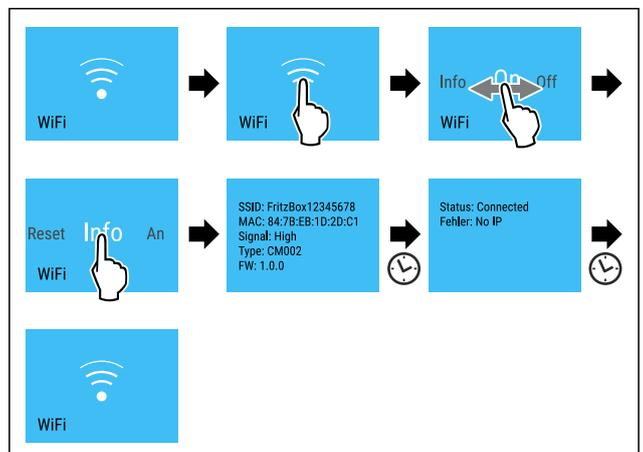 WiFi
WiFi
Info On Off
WiFi
Reset Info An
WiFi
SSID: FritzBox12345678
MAC: 84:7B:EB:1D:2D:C1
Signal: High
Type: CM002
FW: 1.0.0
Status: Connected
Fehler: No IP
WiFi